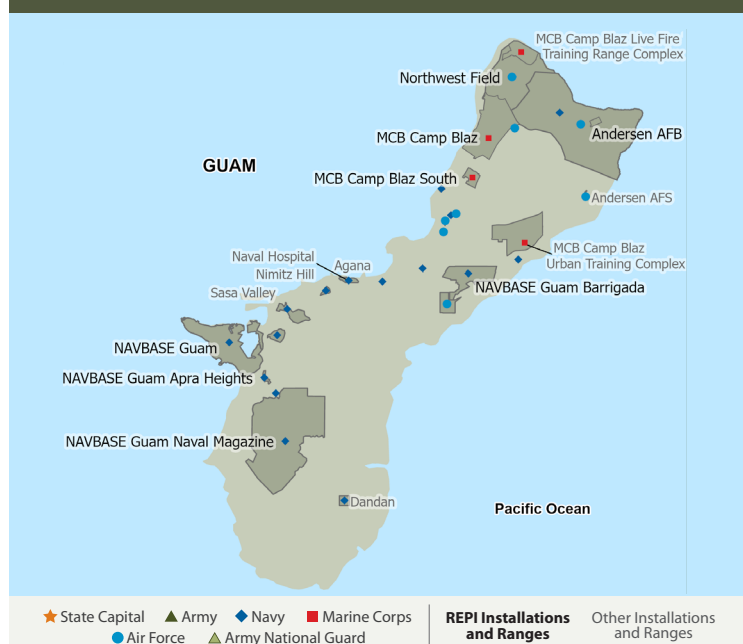 MCB Camp Blaz Live Fire
Training Range Complex
Northwest Field
Andersen AFB
MCB Camp Blaz
GUAM
MCB Camp Blaz South
Andersen AFS
MCB Camp Blaz
Urban Training Complex
Naval Hospital
Nimitz Hill
Agana
Sasa Valley
NAVBASE Guam Barrigada
NAVBASE Guam
NAVBASE Guam Apra Heights
NAVBASE Guam Naval Magazine
Dandan
Pacific Ocean
State Capital Army Navy Marine Corps
Air Force Army National Guard
REPI Installations
and Ranges
Other Installations
and Ranges